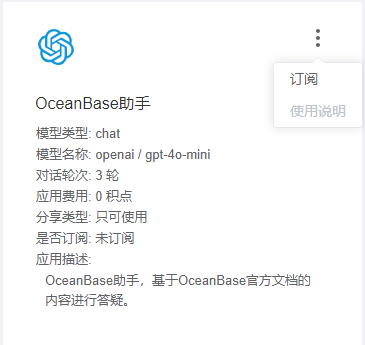 订阅
使用说明
OceanBase助手
模型类型: chat
模型名称: openai / gpt-4o-mini
对话轮次: 3 轮
应用费用: 0 积点
分享类型: 只可使用
是否订阅: 未订阅
应用描述:
OceanBase助手，基于OceanBase官方文档的
内容进行答疑。